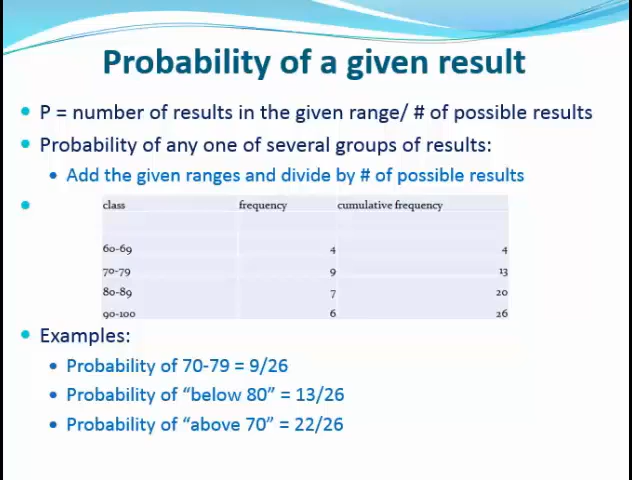 Probability of a given result
P = number of results in the given range/ # of possible results
Probability of any one of several groups of results:
Add the given ranges and divide by # of possible results
class frequency cumulative frequency
60-69 4 4
70-79 9 13
80-89 7 20
90-100 6 26
Examples:
Probability of 70-79 = 9/26
Probability of “below 80” = 13/26
Probability of “above 70” = 22/26